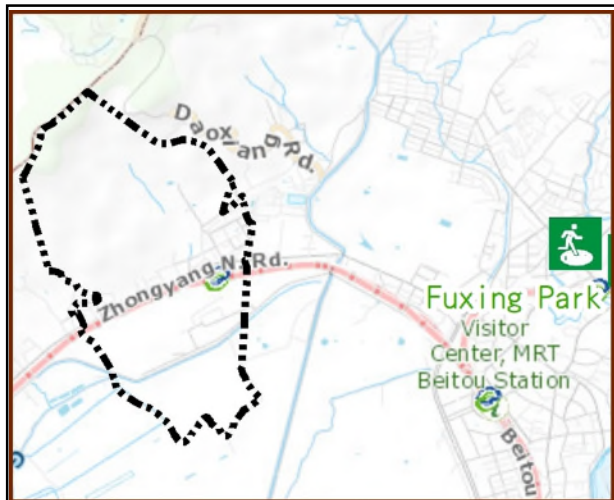 Daoxiang Rd.
Zhongyang N. Rd.
Fuxing Park
Visitor
Center, MRT
Beitou Station
Beitou